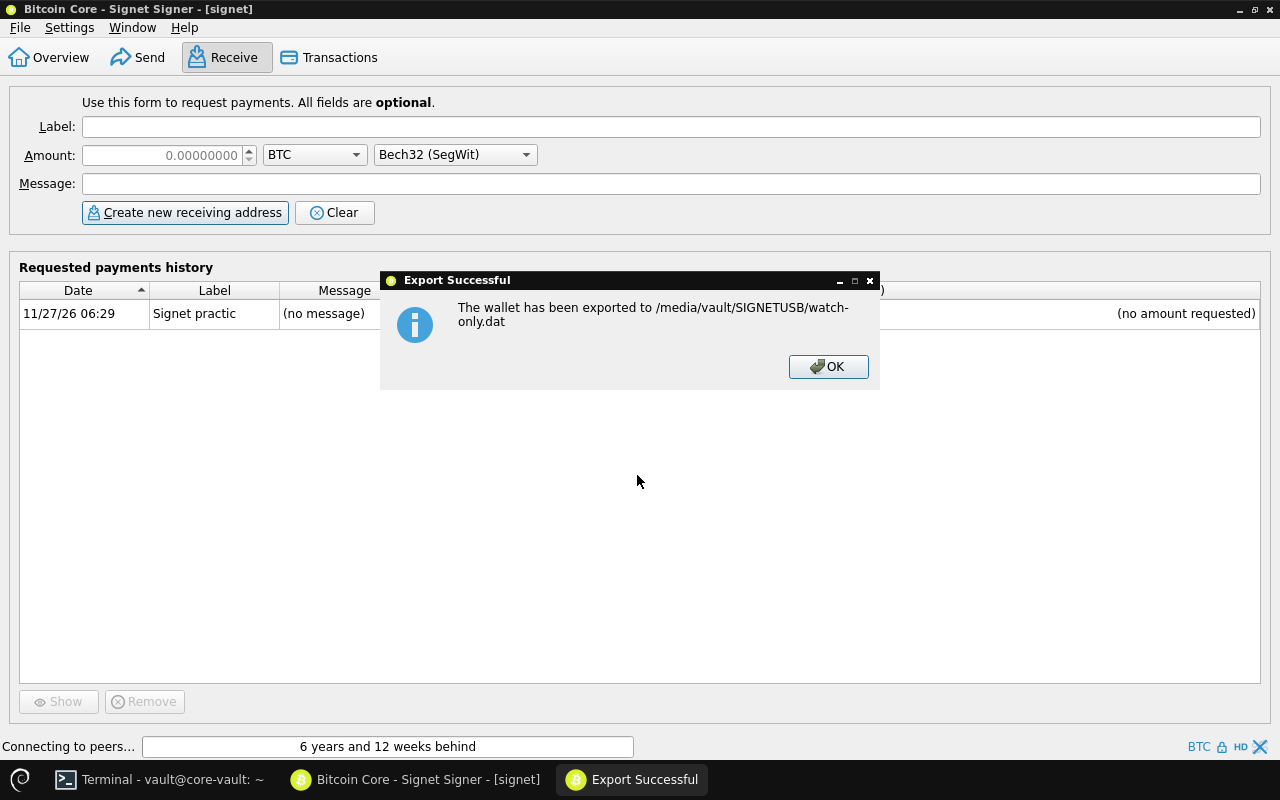 Bitcoin Core - Signet Signer - [signet]
File Settings Window Help
Overview Send Receive Transactions
Use this form to request payments. All fields are optional.
Label:
Amount: 0.00000000 BTC Bech32 (SegWit)
Message:
Create new receiving address Clear
Requested payments history
Date Label Message )
11/27/26 06:29 Signet practic (no message) (no amount requested)
Export Successful
The wallet has been exported to /media/vault/SIGNETUSB/watch-
only.dat
OK
Show Remove
Connecting to peers... 6 years and 12 weeks behind BTC HD
Terminal - vault@core-vault: ~ Bitcoin Core - Signet Signer - [signet] Export Successful